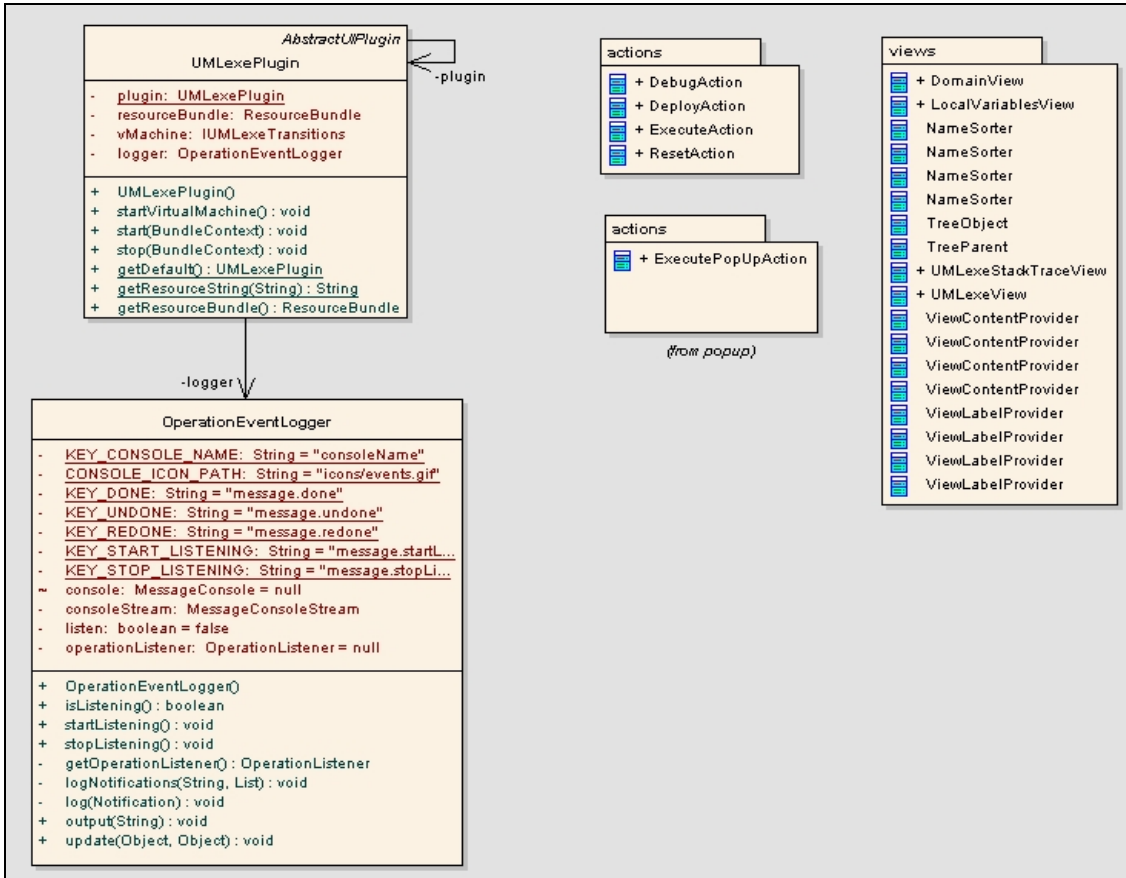 AbstractUIPlugin
UMLexePlugin
-plugin
- plugin: UMLexePlugin
- resourceBundle: ResourceBundle
- vMachine: IUMLexeTransitions
- logger: OperationEventLogger
+ UMLexePlugin()
+ startVirtualMachine() : void
+ start(BundleContext) : void
+ stop(BundleContext) : void
+ getDefault() : UMLexePlugin
+ getResourceString(String) : String
+ getResourceBundle() : ResourceBundle
-logger
OperationEventLogger
- KEY_CONSOLE_NAME: String = "consoleName"
- CONSOLE_ICON_PATH: String = "icons/events.gif"
- KEY_DONE: String = "message.done"
- KEY_UNDONE: String = "message.undone"
- KEY_REDONE: String = "message.redone"
- KEY_START_LISTENING: String = "message.startL...
- KEY_STOP_LISTENING: String = "message.stopLi...
~ console: MessageConsole = null
- consoleStream: MessageConsoleStream
- listen: boolean = false
- operationListener: OperationListener = null
+ OperationEventLogger()
+ isListening() : boolean
+ startListening() : void
+ stopListening() : void
- getOperationListener() : OperationListener
- logNotifications(String, List) : void
- log(Notification) : void
+ output(String) : void
+ update(Object, Object) : void
actions
+ DebugAction
+ DeployAction
+ ExecuteAction
+ ResetAction
actions
+ ExecutePopUpAction
(from popup)
views
+ DomainView
+ LocalVariablesView
NameSorter
NameSorter
NameSorter
NameSorter
TreeObject
TreeParent
+ UMLexeStackTraceView
+ UMLexeView
ViewContentProvider
ViewContentProvider
ViewContentProvider
ViewContentProvider
ViewLabelProvider
ViewLabelProvider
ViewLabelProvider
ViewLabelProvider